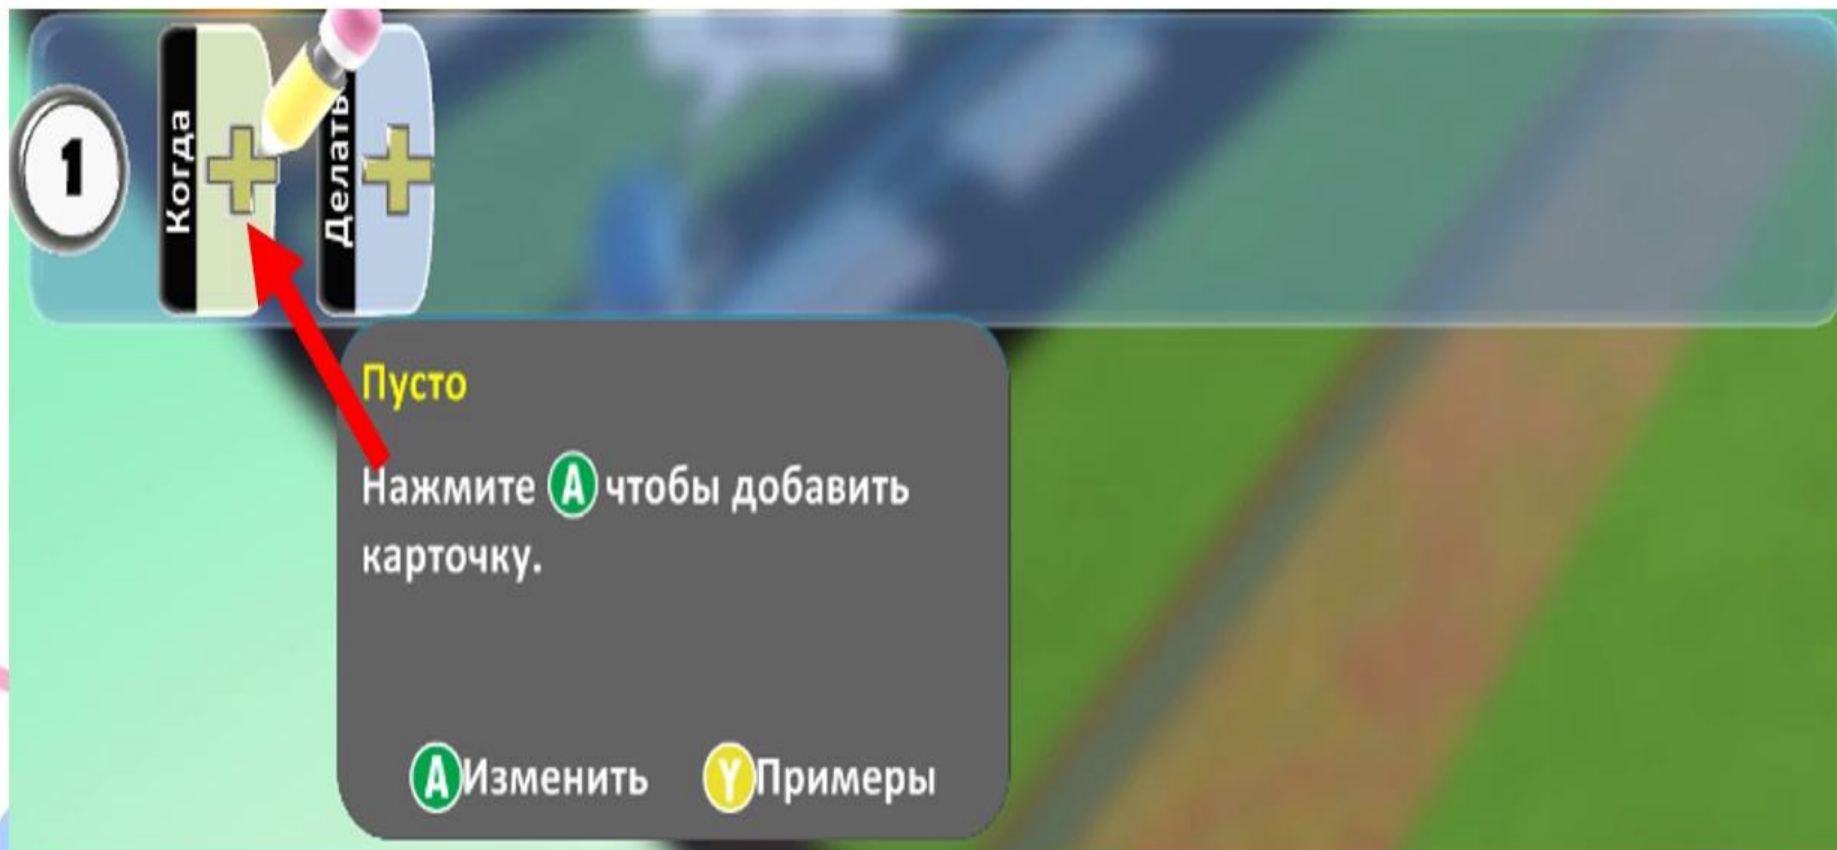 1
Когда
Делать
Пусто
Нажмите A чтобы добавить
карточку.
A Изменить Y Примеры